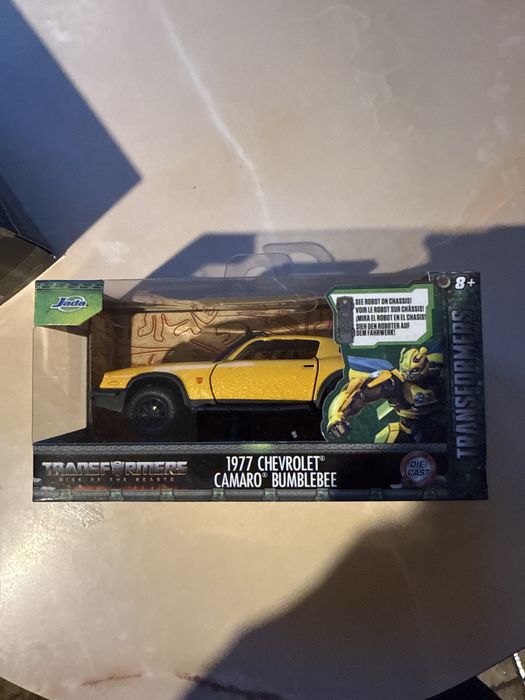 Jada
SEE ROBOT ON CHASSIS!
VOIR LE ROBOT SUR CHÂSSIS!
¡MIRA EL ROBOT EN EL CHASIS!
SIEH DEN ROBOTER AUF
DEM FAHRWERK!
8+
TRANSFORMERS
TRANSFORMERS
RISE OF THE BEASTS
1977 CHEVROLET®
CAMARO® BUMBLEBEE
DIE
CAST